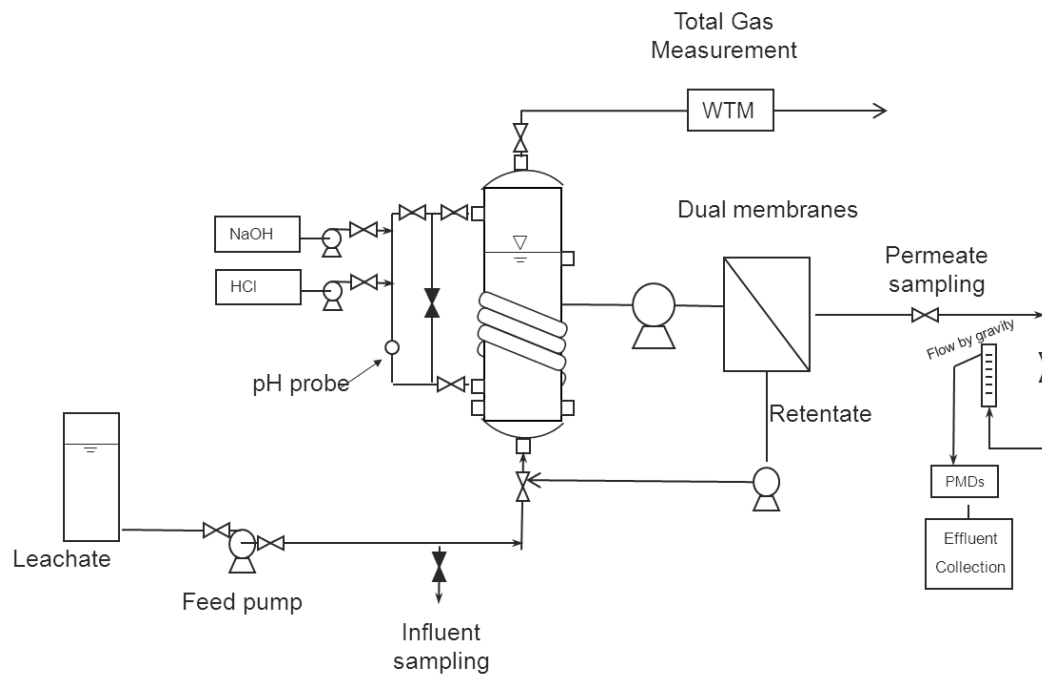 Total Gas
Measurement
WTM
Dual membranes
NaOH
HCl
Permeate
sampling
Flow by gravity
pH probe
Retentate
PMDs
Leachate
Effluent
Collection
Feed pump
Influent
sampling